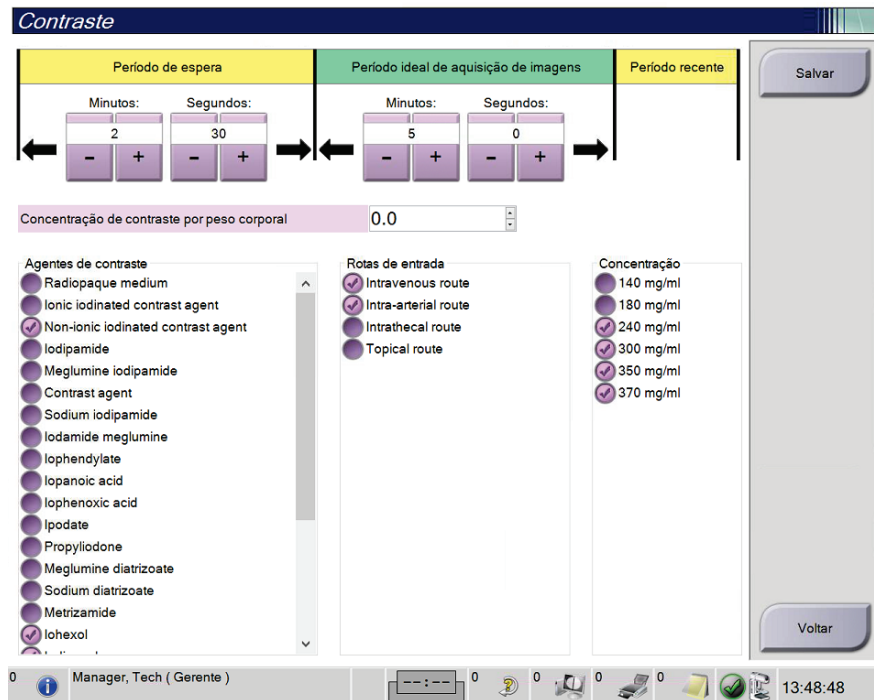 Contraste
Período de espera
Período ideal de aquisição de imagens
Período recente
Salvar
Minutos: Segundos:
2 30
- + - +
Minutos: Segundos:
5 0
- + - +
Concentração de contraste por peso corporal 0.0
Agentes de contraste
Radiopaque medium
Ionic iodinated contrast agent
Non-ionic iodinated contrast agent
Iodipamide
Meglumine iodipamide
Contrast agent
Sodium iodipamide
Iodamide meglumine
Iophendylate
Iopanoic acid
Iophenoxic acid
Ipodate
Propyliodone
Meglumine diatrizoate
Sodium diatrizoate
Metrizamide
Iohexol
Rotas de entrada
Intravenous route
Intra-arterial route
Intrathecal route
Topical route
Concentração
140 mg/ml
180 mg/ml
240 mg/ml
300 mg/ml
350 mg/ml
370 mg/ml
Voltar
0 Manager, Tech ( Gerente ) --:-- 0 0 0 0 13:48:48